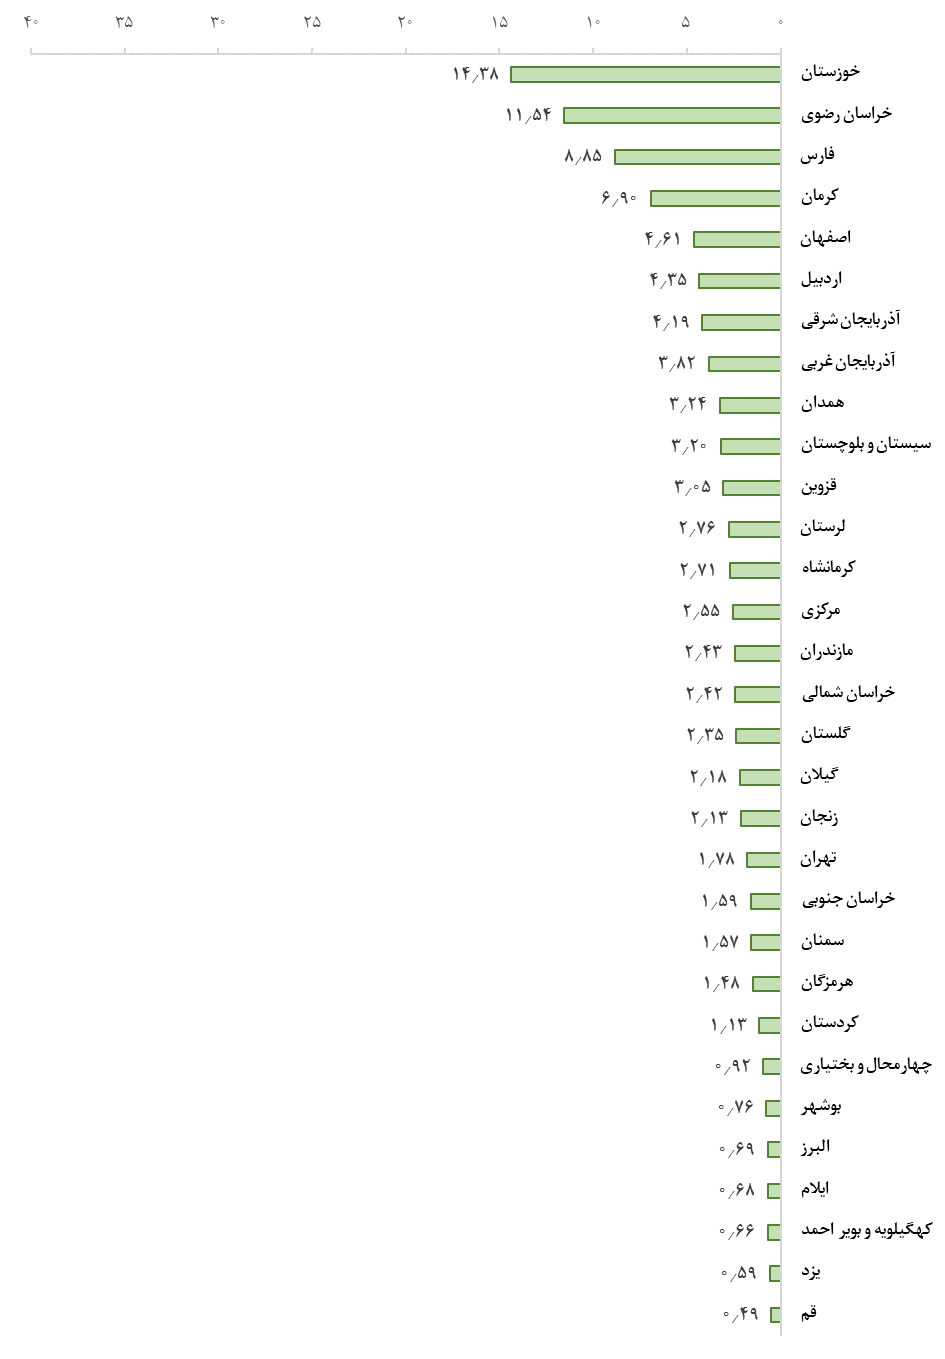 ۴۰ ۳۵ ۳۰ ۲۵ ۲۰ ۱۵ ۱۰ ۵ ۰
خوزستان ۱۴٫۳۸
خراسان رضوی ۱۱٫۵۴
فارس ۸٫۸۵
کرمان ۶٫۹۰
اصفهان ۴٫۶۱
اردبیل ۴٫۳۵
آذربایجان شرقی ۴٫۱۹
آذربایجان غربی ۳٫۸۲
همدان ۳٫۲۴
سیستان و بلوچستان ۳٫۲۰
قزوین ۳٫۰۵
لرستان ۲٫۷۶
کرمانشاه ۲٫۷۱
مرکزی ۲٫۵۵
مازندران ۲٫۴۳
خراسان شمالی ۲٫۴۲
گلستان ۲٫۳۵
گیلان ۲٫۱۸
زنجان ۲٫۱۳
تهران ۱٫۷۸
خراسان جنوبی ۱٫۵۹
سمنان ۱٫۵۷
هرمزگان ۱٫۴۸
کردستان ۱٫۱۳
چهارمحال و بختیاری ۰٫۹۲
بوشهر ۰٫۷۶
البرز ۰٫۶۹
ایلام ۰٫۶۸
کهگیلویه و بویر احمد ۰٫۶۶
یزد ۰٫۵۹
قم ۰٫۴۹